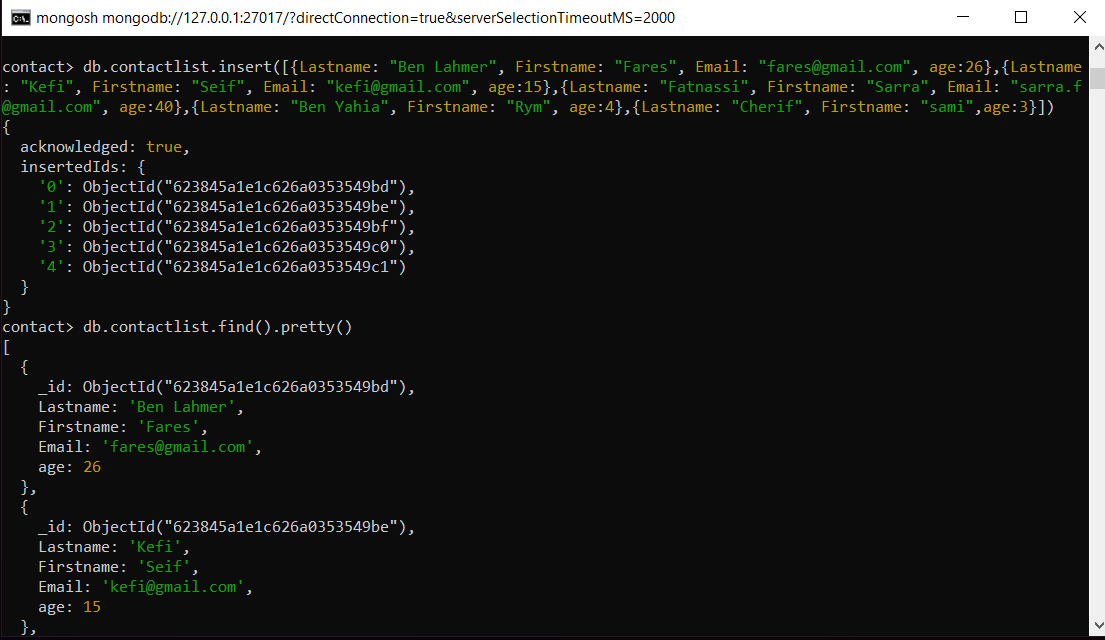 mongosh mongodb://127.0.0.1:27017/?directConnection=true&serverSelectionTimeoutMS=2000
contact> db.contactlist.insert([{Lastname: "Ben Lahmer", Firstname: "Fares", Email: "fares@gmail.com", age:26},{Lastname
: "Kefi", Firstname: "Seif", Email: "kefi@gmail.com", age:15},{Lastname: "Fatnassi", Firstname: "Sarra", Email: "sarra.f
@gmail.com", age:40},{Lastname: "Ben Yahia", Firstname: "Rym", age:4},{Lastname: "Cherif", Firstname: "sami",age:3}])
{
  acknowledged: true,
  insertedIds: {
    '0': ObjectId("623845a1e1c626a0353549bd"),
    '1': ObjectId("623845a1e1c626a0353549be"),
    '2': ObjectId("623845a1e1c626a0353549bf"),
    '3': ObjectId("623845a1e1c626a0353549c0"),
    '4': ObjectId("623845a1e1c626a0353549c1")
  }
}
contact> db.contactlist.find().pretty()
[
  {
    _id: ObjectId("623845a1e1c626a0353549bd"),
    Lastname: 'Ben Lahmer',
    Firstname: 'Fares',
    Email: 'fares@gmail.com',
    age: 26
  },
  {
    _id: ObjectId("623845a1e1c626a0353549be"),
    Lastname: 'Kefi',
    Firstname: 'Seif',
    Email: 'kefi@gmail.com',
    age: 15
  },